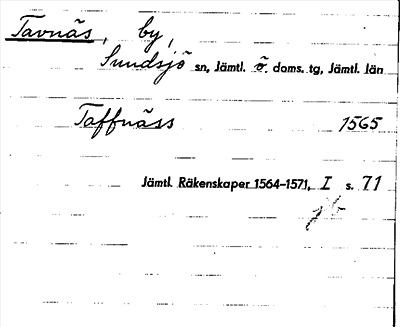 Tavnäs, by,
Sundsjö sn, Jämtl. ö. doms. tg, Jämtl. län
Taffnäss 1565
Jämtl. Räkenskaper 1564-1571, I s. 71